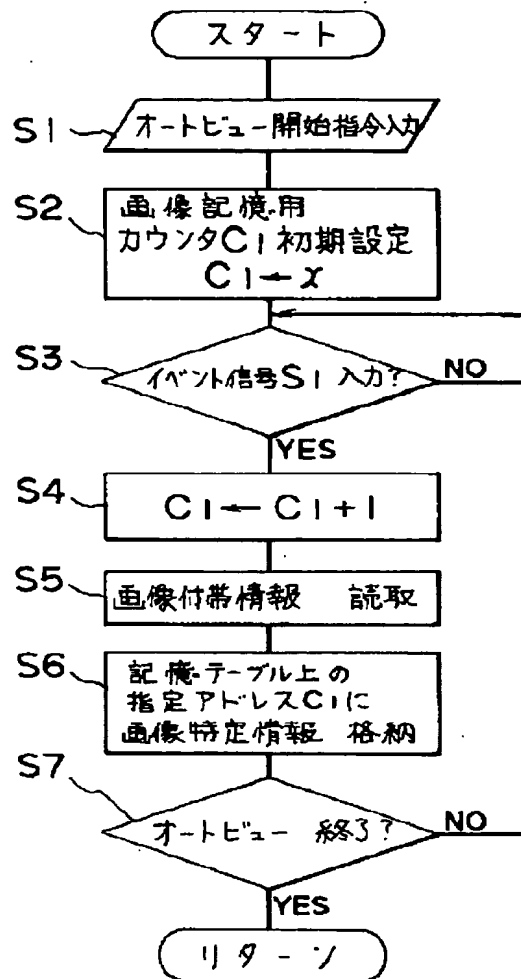 スタート
S1
オートビュー開始指令入力
S2
画像記憶用
カウンタC1初期設定
C1←x
S3
イベント信号S1入力?
NO
YES
S4
C1←C1+1
S5
画像付帯情報 読取
S6
記憶テーブル上の
指定アドレスC1に
画像特定情報 格納
S7
オートビュー 終了?
NO
YES
リターン